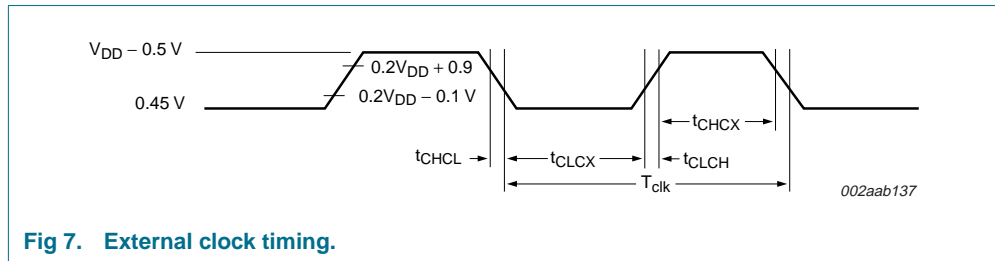 VDD − 0.5 V
0.2VDD + 0.9
0.2VDD − 0.1 V
0.45 V
tCHCX
tCHCL
tCLCX
tCLCH
Tclk
002aab137
Fig 7. External clock timing.